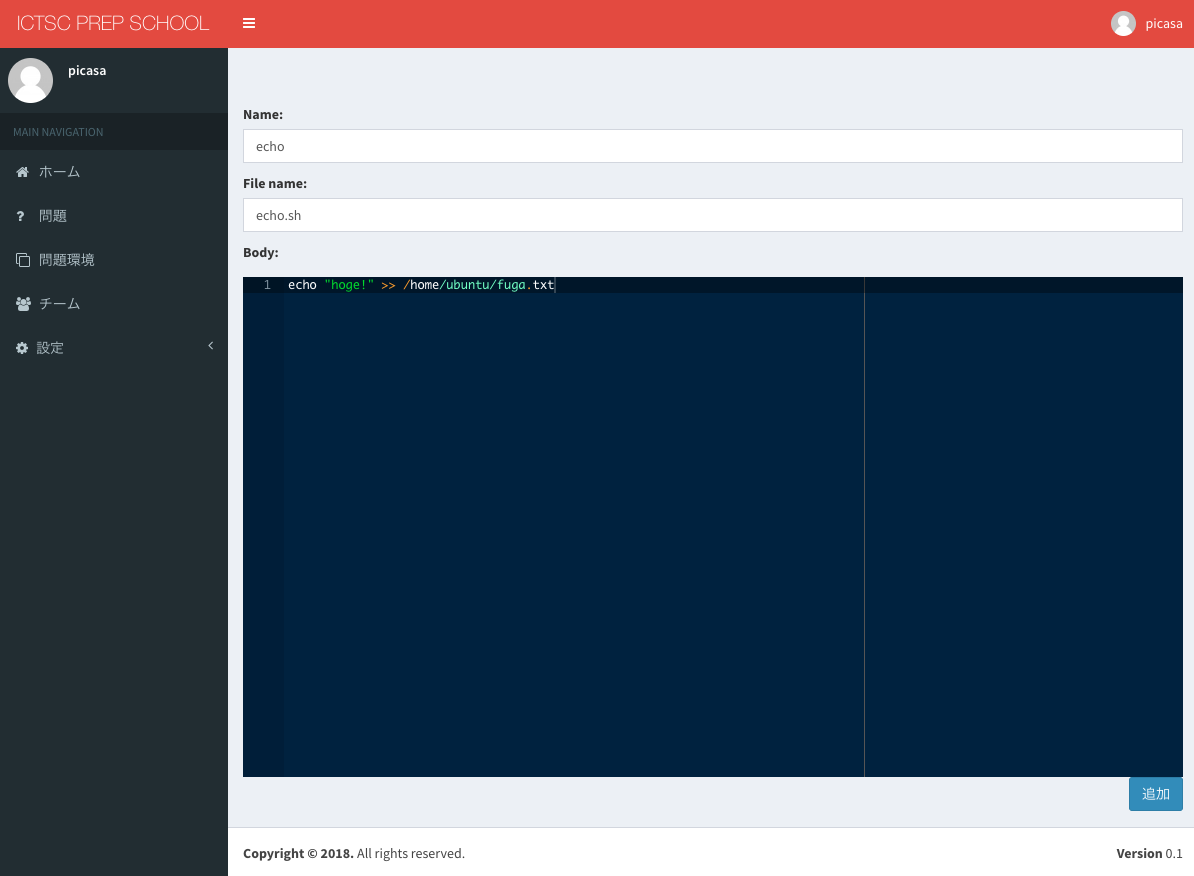 ICTSC PREP SCHOOL
picasa
picasa
MAIN NAVIGATION
ホーム
? 問題
問題環境
チーム
設定
Name:
echo
File name:
echo.sh
Body:
1 echo "hoge!" >> /home/ubuntu/fuga.txt
追加
Copyright © 2018. All rights reserved.
Version 0.1